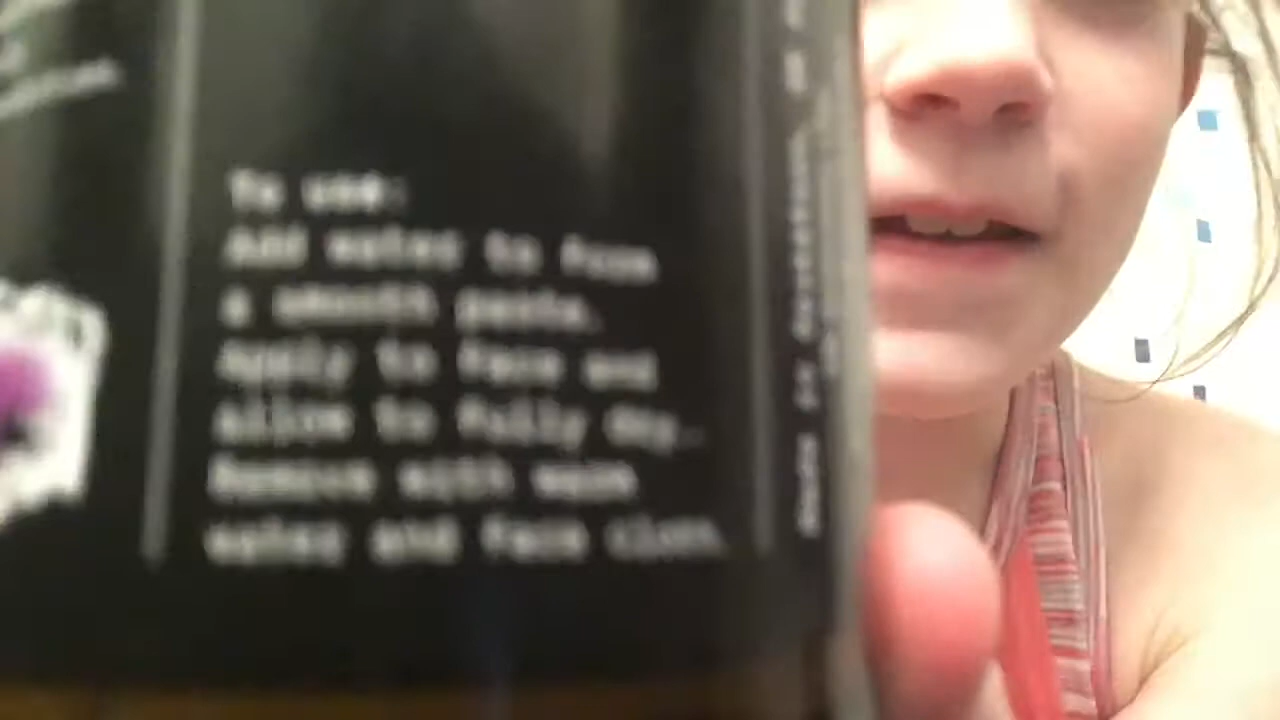 To use:
Add water to form
a smooth paste.
Apply to face and
allow to fully dry.
Remove with warm
water and face cloth.